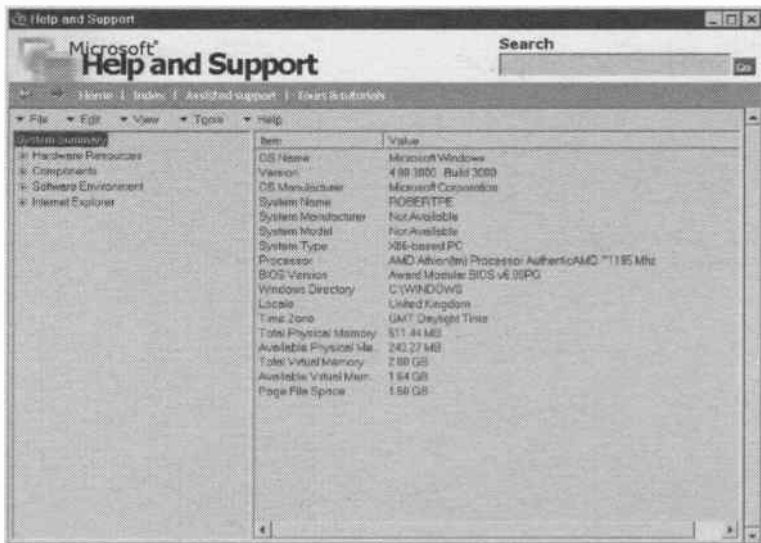 Help and Support
Microsoft®
Help and Support
Search
Go
Home | Index | Assisted support | Tours & tutorials
File Edit View Tools Help
System Summary
Hardware Resources
Components
Software Environment
Internet Explorer
Item Value
OS Name Microsoft Windows
Version 4.90.3000 Build 3000
OS Manufacturer Microsoft Corporation
System Name ROBERTPE
System Manufacturer Not Available
System Model Not Available
System Type X86-based PC
Processor AMD Athlon(tm) Processor AuthenticAMD ~1195 Mhz
BIOS Version Award Modular BIOS v6.00PG
Windows Directory C:\WINDOWS
Locale United Kingdom
Time Zone GMT Daylight Time
Total Physical Memory 511.44 MB
Available Physical Me... 243.27 MB
Total Virtual Memory 2.00 GB
Available Virtual Mem... 1.64 GB
Page File Space 1.50 GB